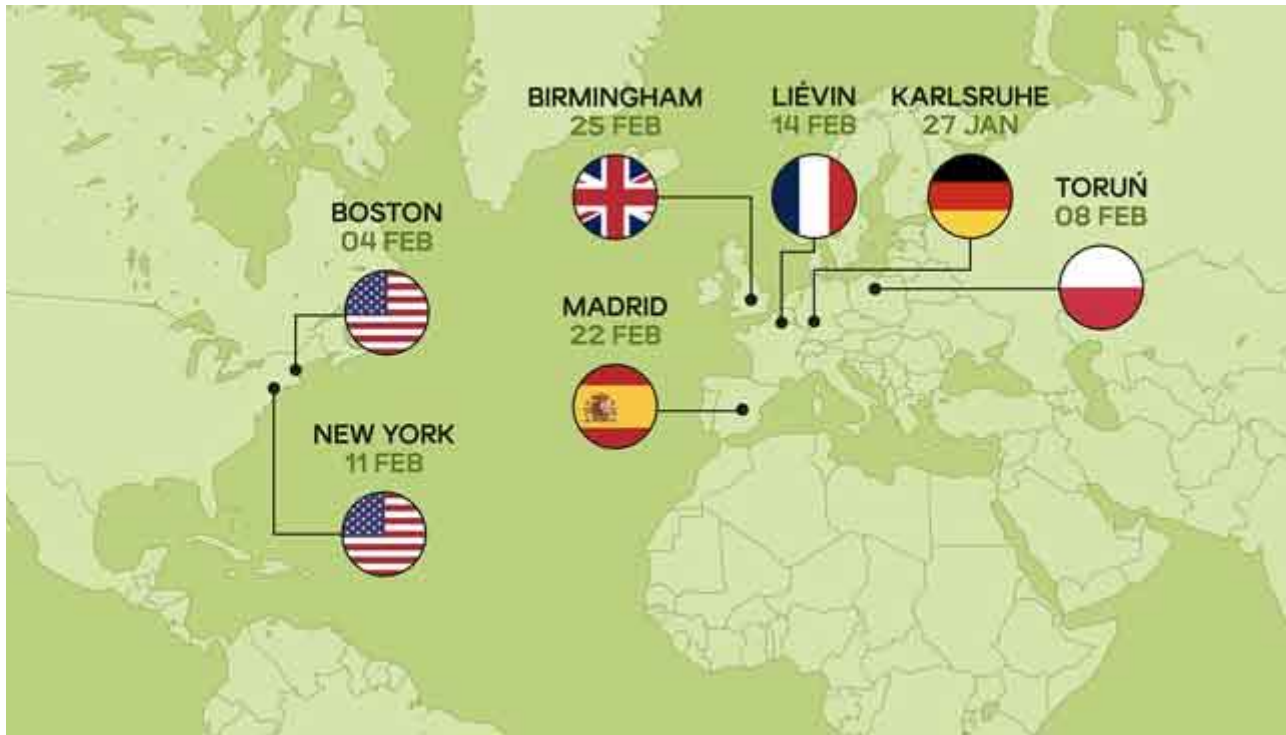 BIRMINGHAM
25 FEB
LIÉVIN
14 FEB
KARLSRUHE
27 JAN
TORUŃ
08 FEB
BOSTON
04 FEB
MADRID
22 FEB
NEW YORK
11 FEB